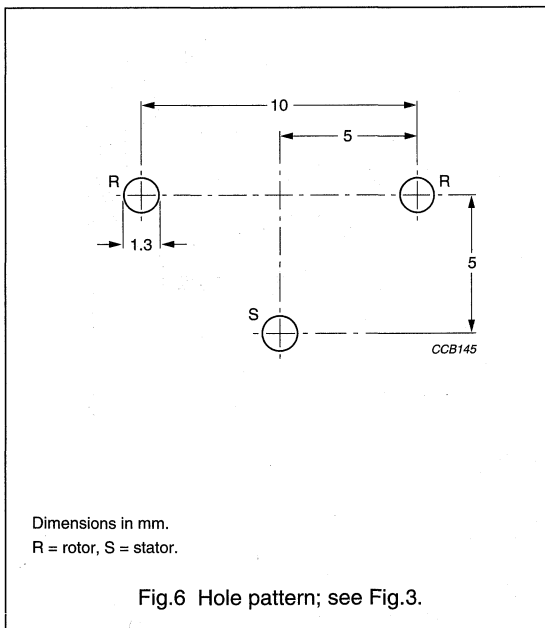 10
5
R
R
1.3
5
S
CCB145
Dimensions in mm.
R = rotor, S = stator.
Fig.6 Hole pattern; see Fig.3.